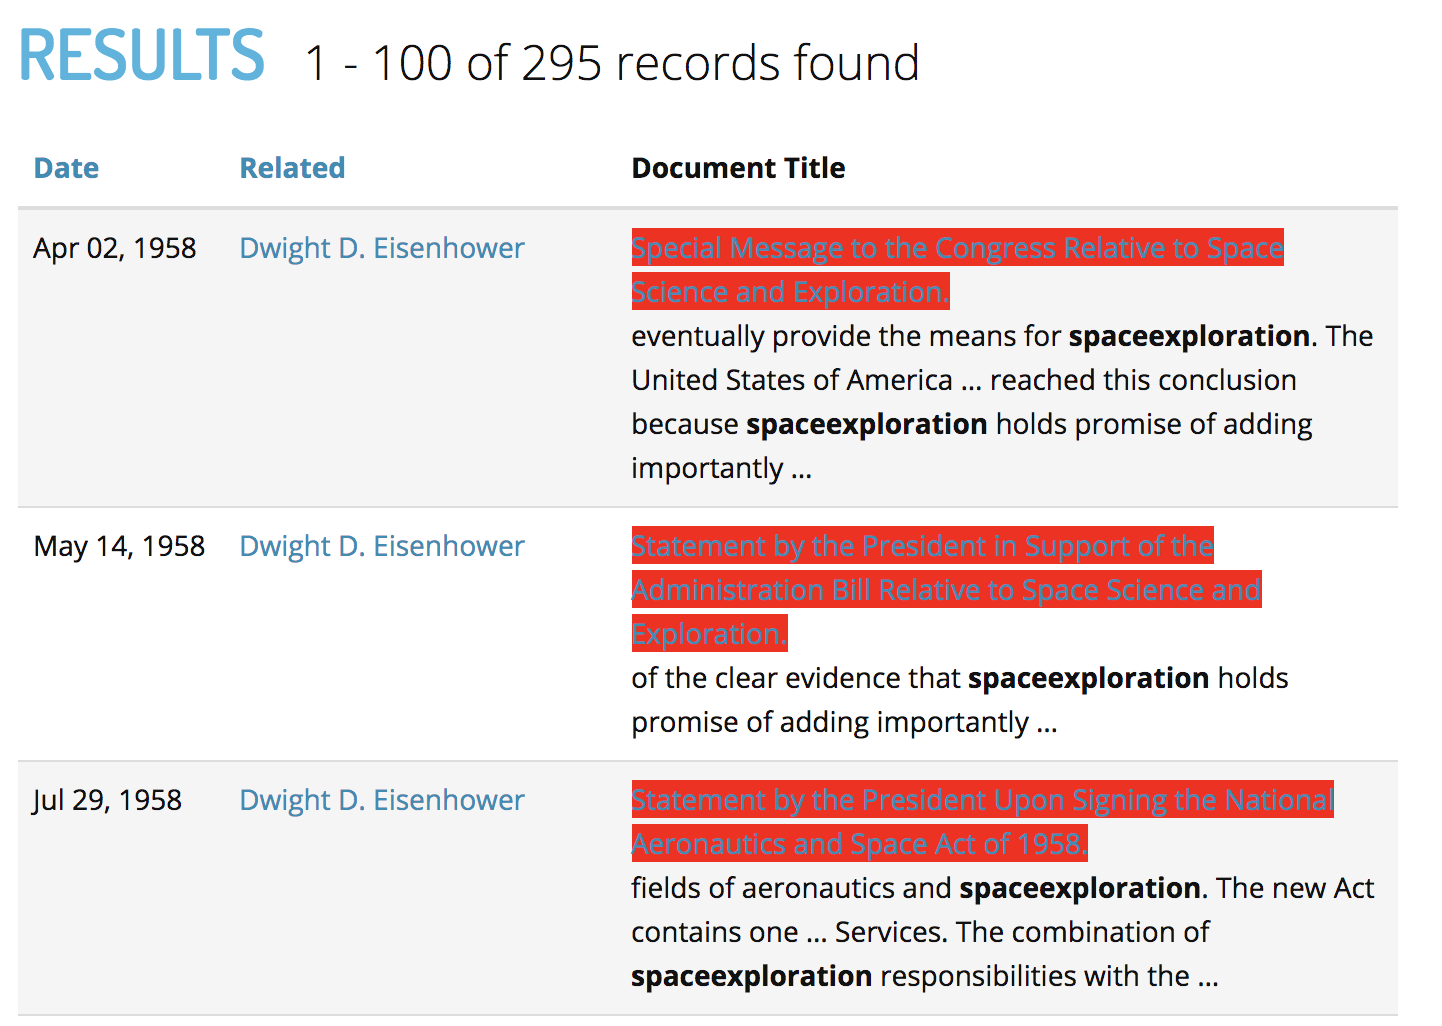 RESULTS 1 - 100 of 295 records found
Date Related Document Title
Apr 02, 1958 Dwight D. Eisenhower Special Message to the Congress Relative to Space
Science and Exploration.
eventually provide the means for spaceexploration. The
United States of America ... reached this conclusion
because spaceexploration holds promise of adding
importantly ...
May 14, 1958 Dwight D. Eisenhower Statement by the President in Support of the
Administration Bill Relative to Space Science and
Exploration.
of the clear evidence that spaceexploration holds
promise of adding importantly ...
Jul 29, 1958 Dwight D. Eisenhower Statement by the President Upon Signing the National
Aeronautics and Space Act of 1958.
fields of aeronautics and spaceexploration. The new Act
contains one ... Services. The combination of
spaceexploration responsibilities with the ...